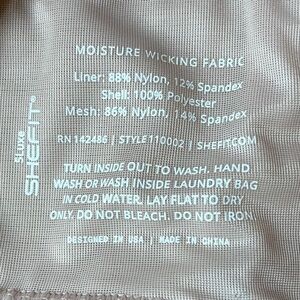 MOISTURE WICKING FABRIC
Liner: 88% Nylon, 12% Spandex
Shell: 100% Polyester
Mesh: 86% Nylon, 14% Spandex
RN 142486 | STYLE 110002 | SHEFIT.COM
TURN INSIDE OUT TO WASH. HAND
WASH OR WASH INSIDE LAUNDRY BAG
IN COLD WATER. LAY FLAT TO DRY
ONLY. DO NOT BLEACH. DO NOT IRON.
DESIGNED IN USA | MADE IN CHINA
5Luxe
SHEFIT®